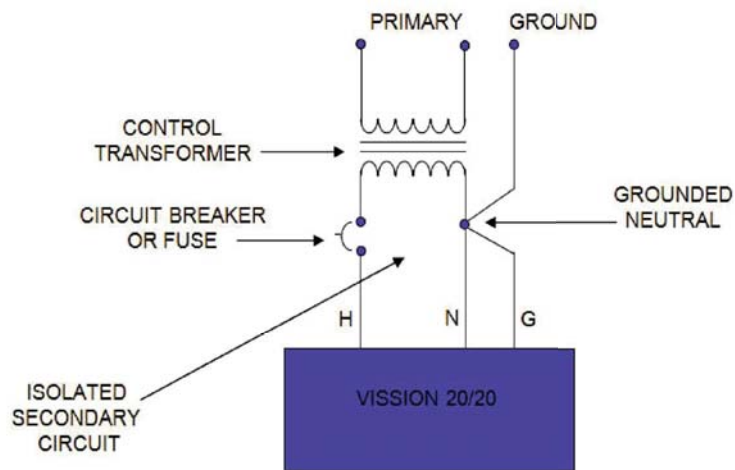 PRIMARY
GROUND
CONTROL
TRANSFORMER
CIRCUIT BREAKER
OR FUSE
GROUNDED
NEUTRAL
H
N
G
ISOLATED
SECONDARY
CIRCUIT
VISSION 20/20